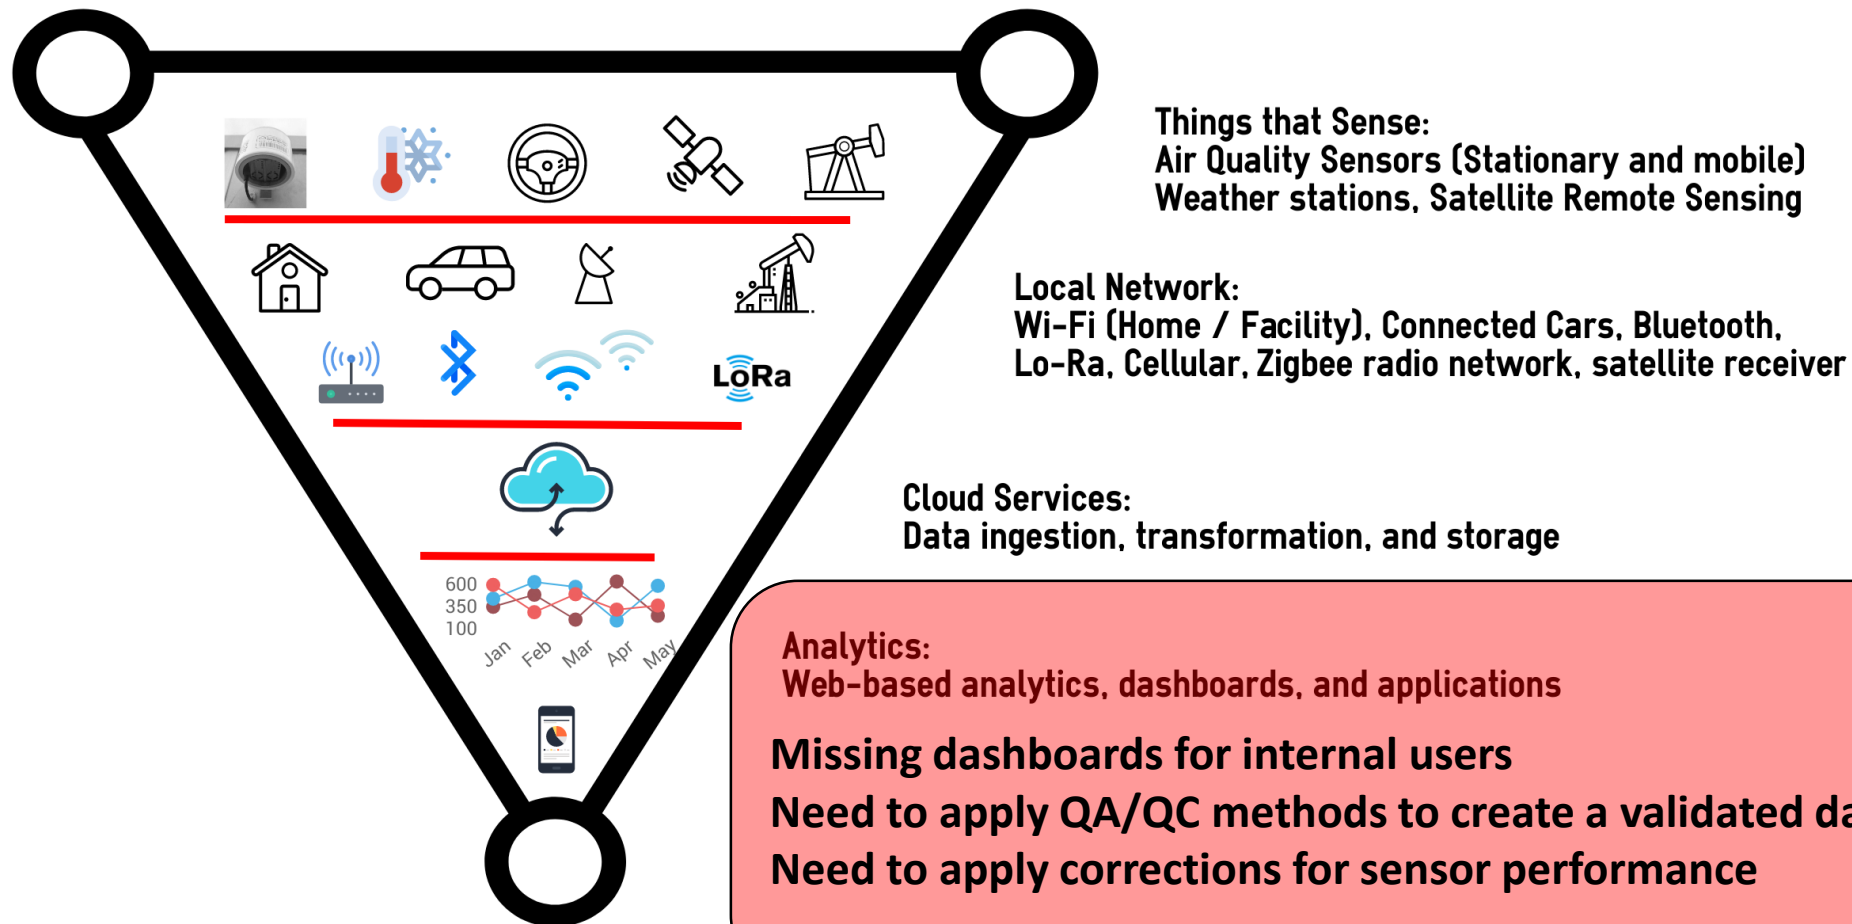 Things that Sense:
Air Quality Sensors (Stationary and mobile)
Weather stations, Satellite Remote Sensing
Local Network:
Wi-Fi (Home / Facility), Connected Cars, Bluetooth,
Lo-Ra, Cellular, Zigbee radio network, satellite receiver
LoRa
Cloud Services:
Data ingestion, transformation, and storage
600
350
100
Jan Feb Mar Apr May
Analytics:
Web-based analytics, dashboards, and applications
Missing dashboards for internal users
Need to apply QA/QC methods to create a validated da
Need to apply corrections for sensor performance